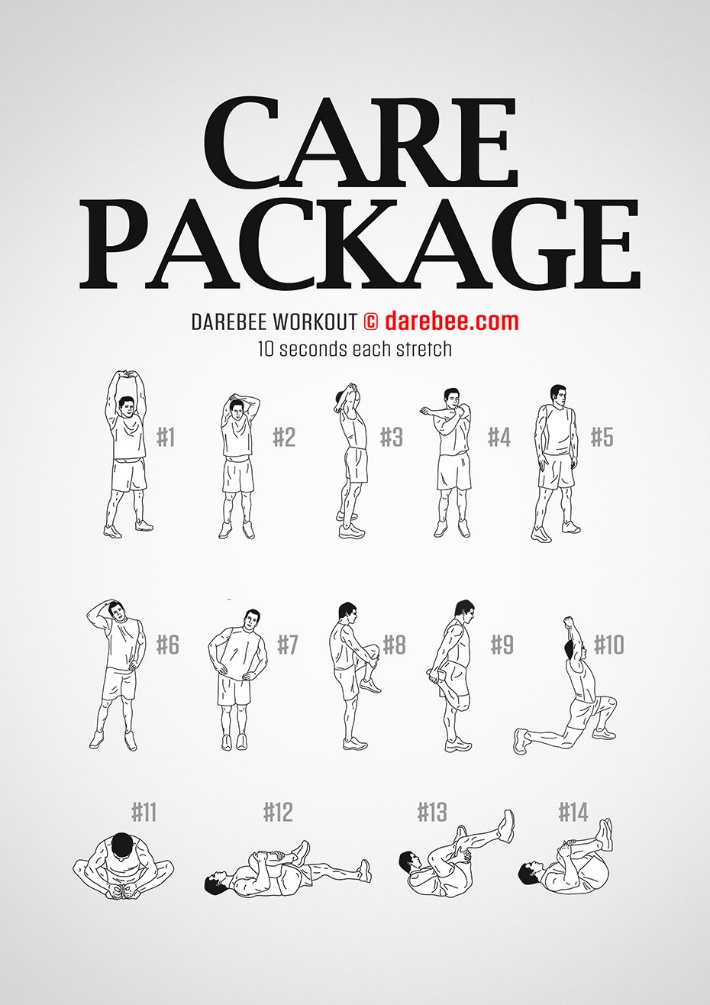 CARE
PACKAGE
DAREBEE WORKOUT © darebee.com
10 seconds each stretch
#1 #2 #3 #4 #5
#6 #7 #8 #9 #10
#11 #12 #13 #14